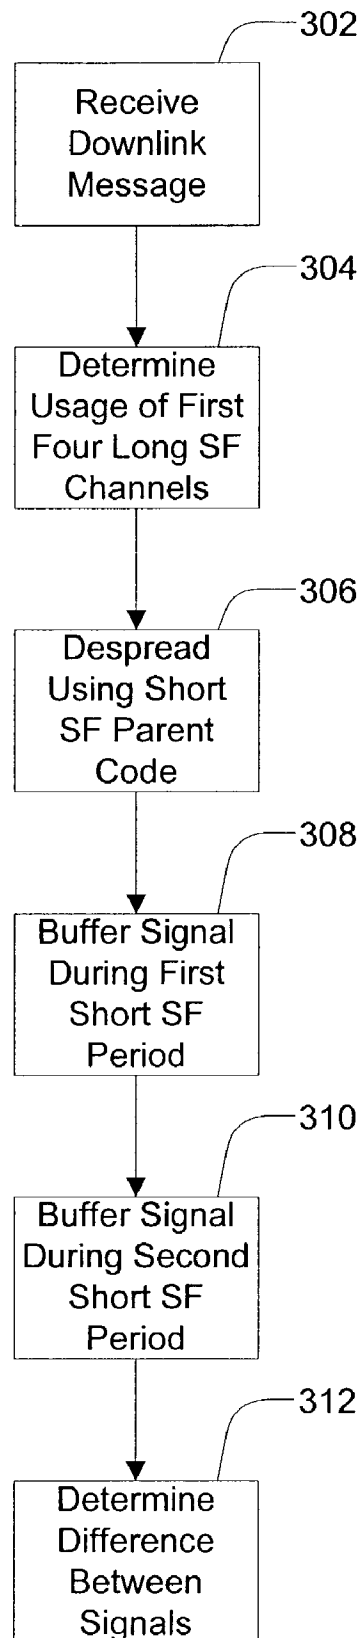 302
Receive
Downlink
Message
304
Determine
Usage of First
Four Long SF
Channels
306
Despread
Using Short
SF Parent
Code
308
Buffer Signal
During First
Short SF
Period
310
Buffer Signal
During Second
Short SF
Period
312
Determine
Difference
Between
Signals